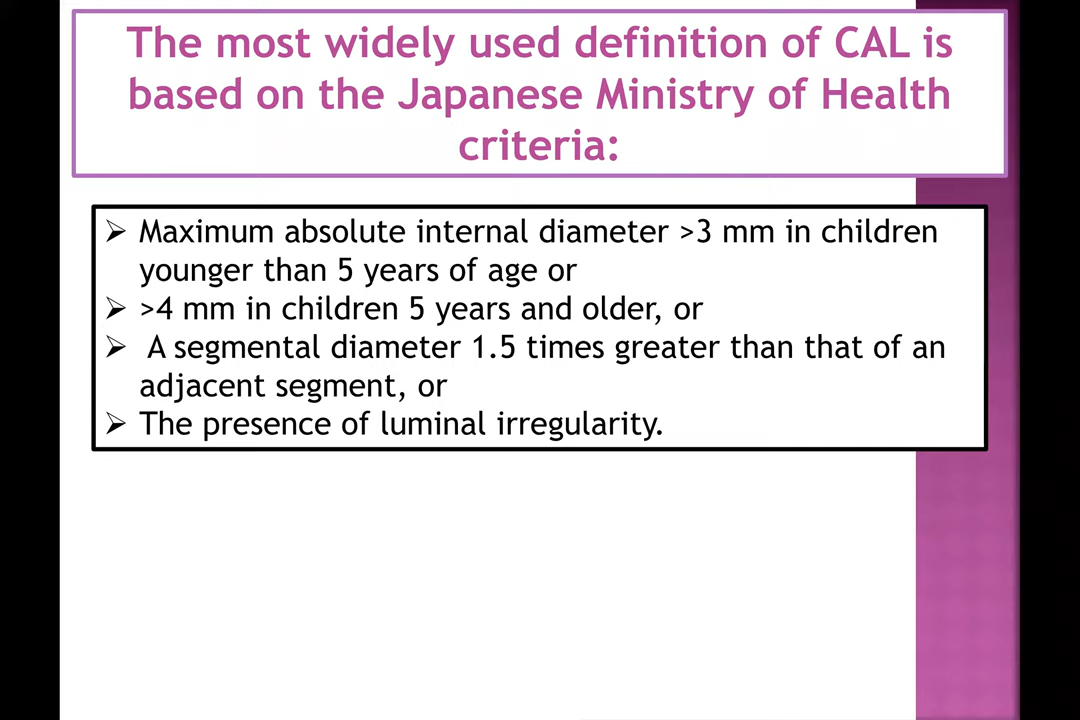 The most widely used definition of CAL is
based on the Japanese Ministry of Health
criteria:
➢ Maximum absolute internal diameter >3 mm in children
younger than 5 years of age or
➢ >4 mm in children 5 years and older, or
➢ A segmental diameter 1.5 times greater than that of an
adjacent segment, or
➢ The presence of luminal irregularity.